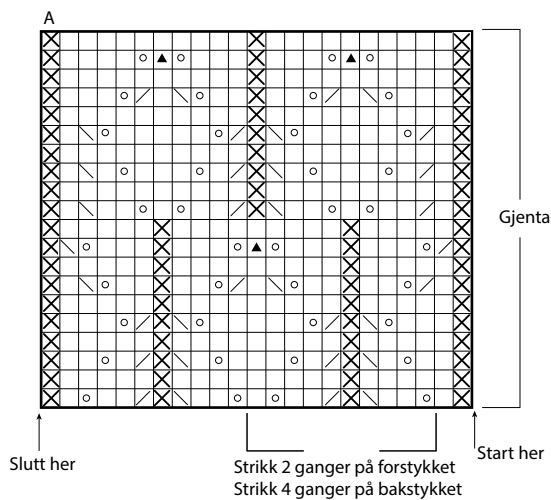 A
Gjenta
Slutt her
Start her
Strikk 2 ganger på forstykket
Strikk 4 ganger på bakstykket